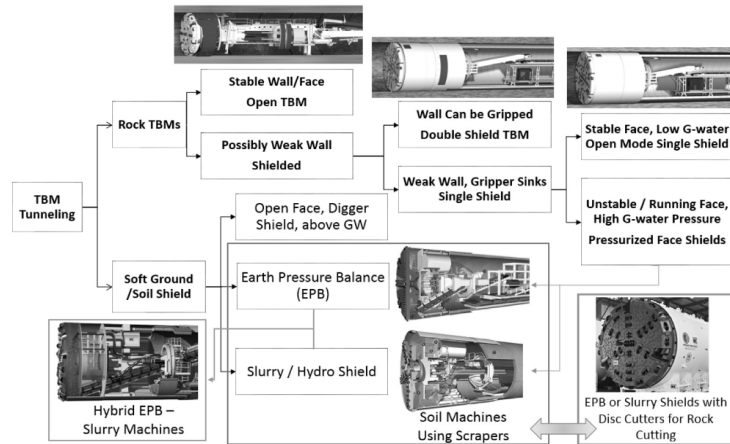 Stable Wall/Face
Open TBM
Rock TBMs
Possibly Weak Wall
Shielded
Wall Can be Gripped
Double Shield TBM
Stable Face, Low G-water
Open Mode Single Shield
Weak Wall, Gripper Sinks
Single Shield
TBM
Tunneling
Open Face, Digger
Shield, above GW
Unstable / Running Face,
High G-water Pressure
Pressurized Face Shields
Soft Ground
/Soil Shield
Earth Pressure Balance
(EPB)
Slurry / Hydro Shield
Hybrid EPB –
Slurry Machines
Soil Machines
Using Scrapers
EPB or Slurry Shields with
Disc Cutters for Rock
Cutting